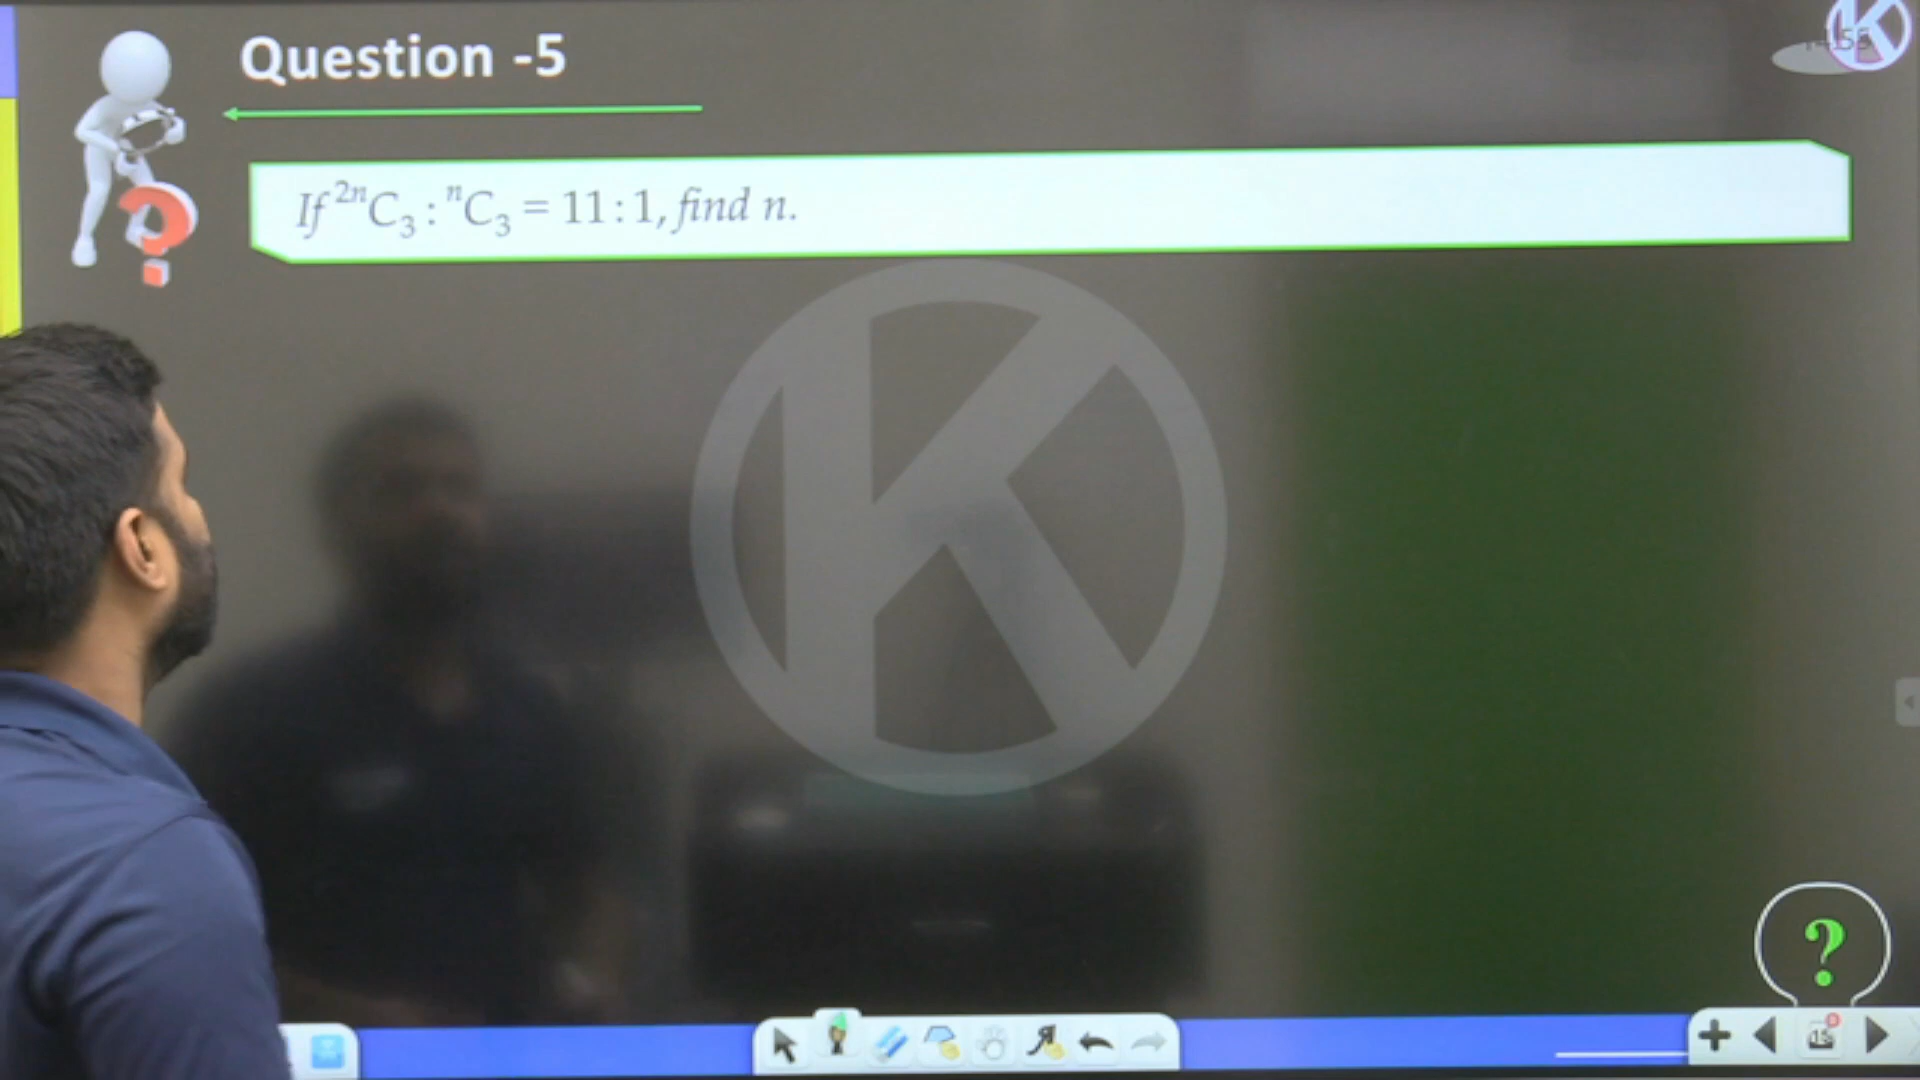 Question -5
If ²ⁿC₃ : ⁿC₃ = 11 : 1, find n.
?
K